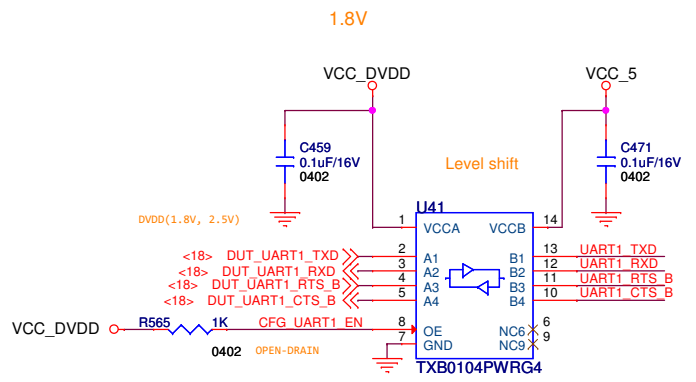 1.8V
VCC_DVDD
VCC_5
C459
0.1uF/16V
0402
C471
0.1uF/16V
0402
Level shift
U41
DVDD(1.8V, 2.5V)
1 VCCA VCCB 14
<18> DUT_UART1_TXD 2 A1 B1 13 UART1_TXD
<18> DUT_UART1_RXD 3 A2 B2 12 UART1_RXD
<18> DUT_UART1_RTS_B 4 A3 B3 11 UART1_RTS_B
<18> DUT_UART1_CTS_B 5 A4 B4 10 UART1_CTS_B
VCC_DVDD R565 1K CFG_UART1_EN 8 OE NC6 6
7 GND NC9 9
0402 OPEN-DRAIN
TXB0104PWRG4